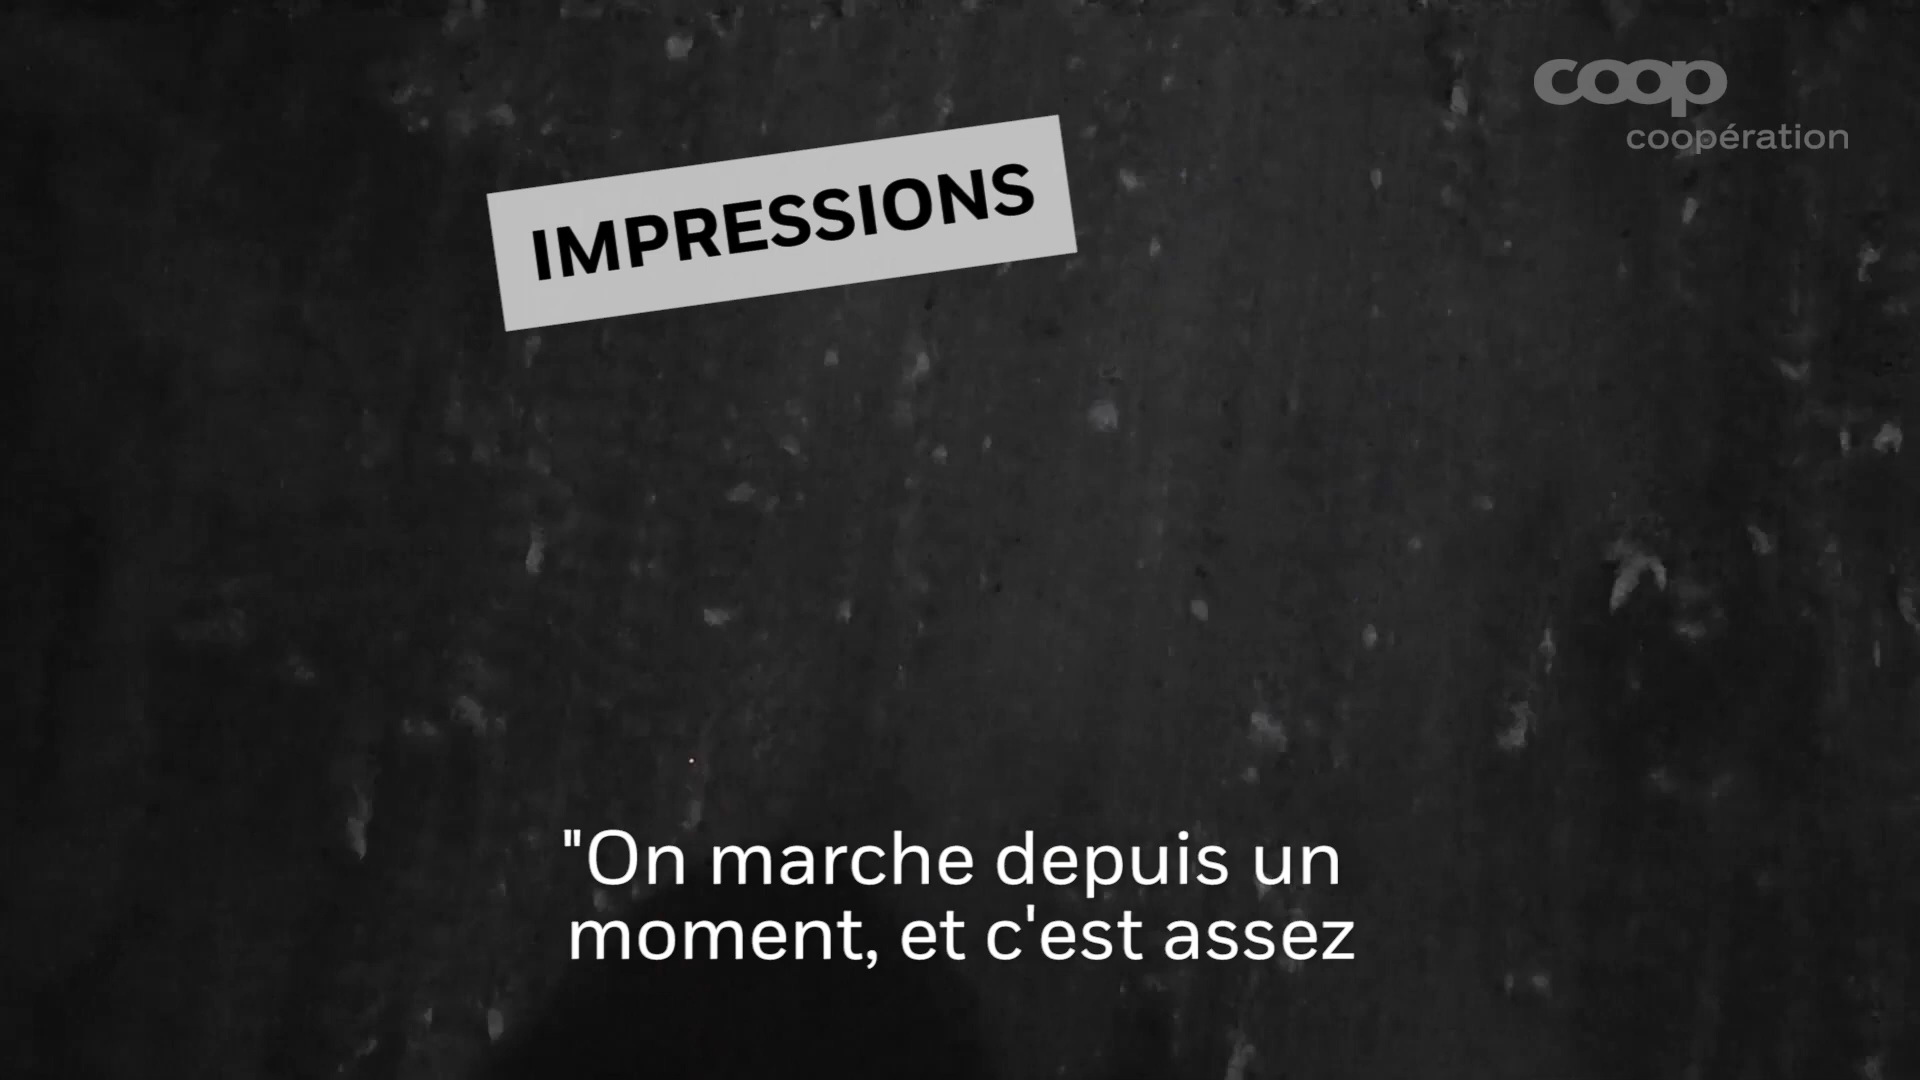 coop
coopération
IMPRESSIONS
"On marche depuis un
moment, et c'est assez